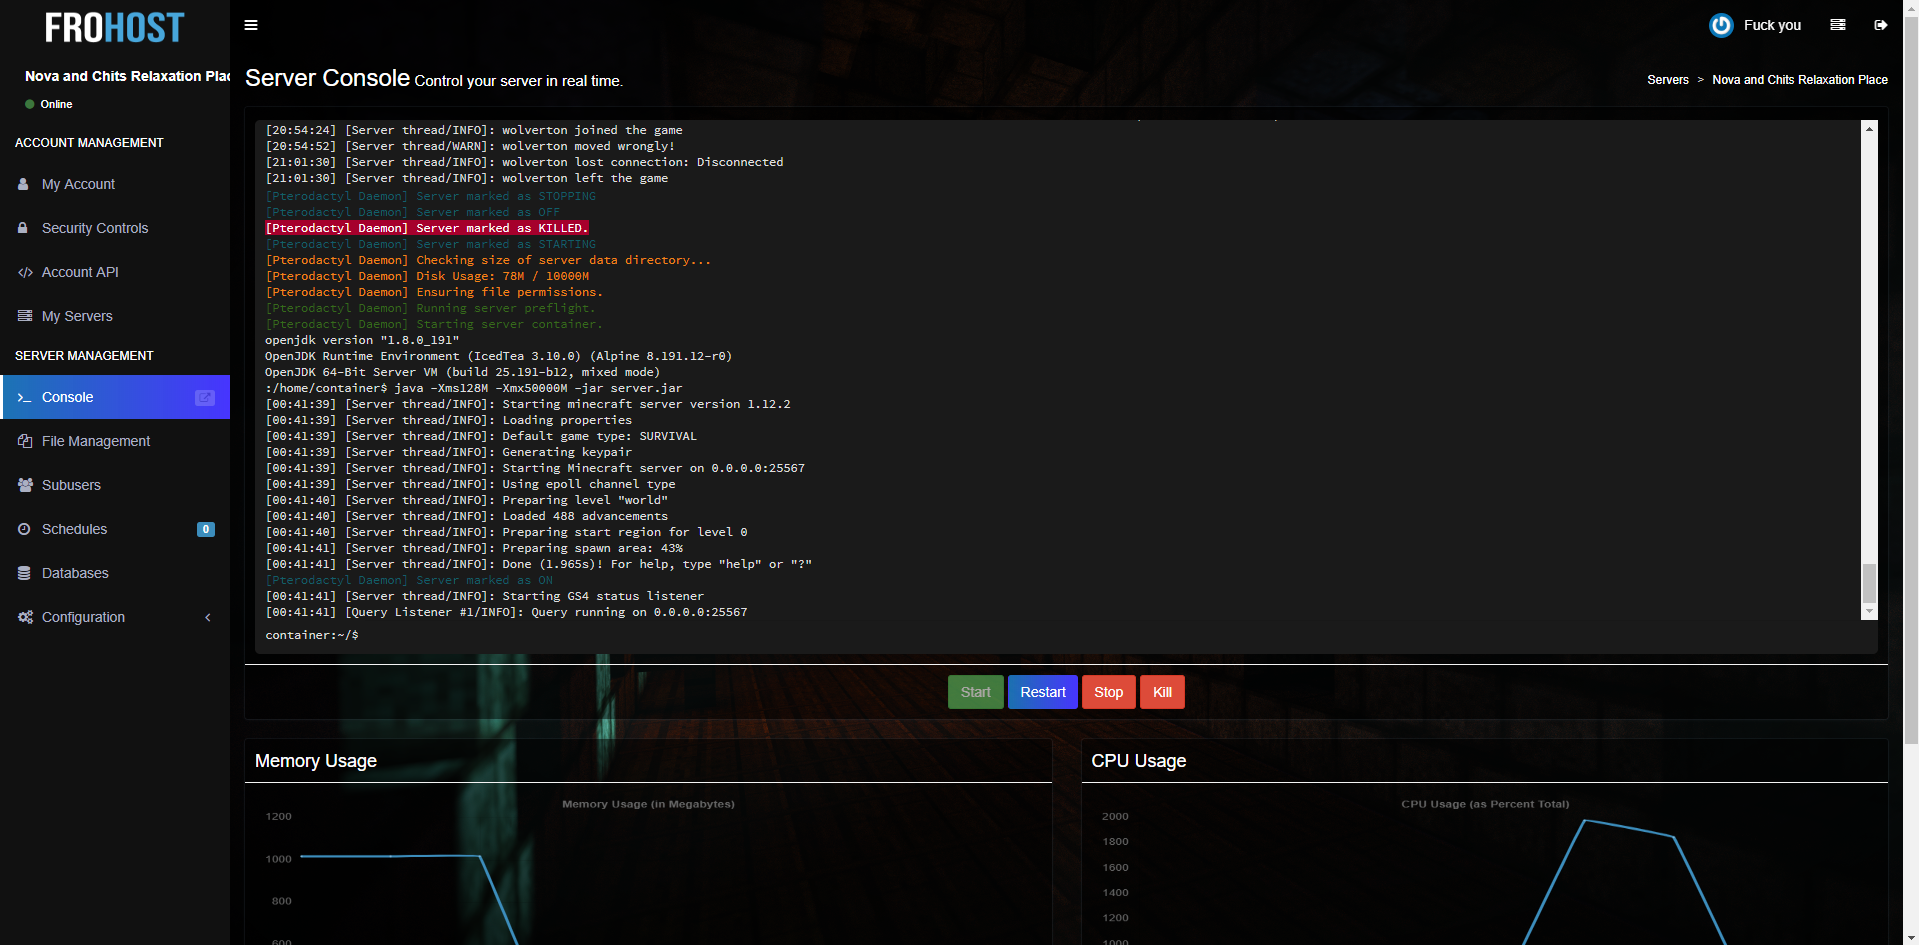 FROHOST
Fuck you
Nova and Chits Relaxation Plac
Online
ACCOUNT MANAGEMENT
My Account
Security Controls
Account API
My Servers
SERVER MANAGEMENT
Console
File Management
Subusers
Schedules 0
Databases
Configuration
Server Console Control your server in real time.
Servers > Nova and Chits Relaxation Place
[20:54:24] [Server thread/INFO]: wolverton joined the game
[20:54:52] [Server thread/WARN]: wolverton moved wrongly!
[21:01:30] [Server thread/INFO]: wolverton lost connection: Disconnected
[21:01:30] [Server thread/INFO]: wolverton left the game
[Pterodactyl Daemon] Server marked as STOPPING
[Pterodactyl Daemon] Server marked as OFF
[Pterodactyl Daemon] Server marked as KILLED.
[Pterodactyl Daemon] Server marked as STARTING
[Pterodactyl Daemon] Checking size of server data directory...
[Pterodactyl Daemon] Disk Usage: 78M / 10000M
[Pterodactyl Daemon] Ensuring file permissions.
[Pterodactyl Daemon] Running server preflight.
[Pterodactyl Daemon] Starting server container.
openjdk version "1.8.0_191"
OpenJDK Runtime Environment (IcedTea 3.10.0) (Alpine 8.191.12-r0)
OpenJDK 64-Bit Server VM (build 25.191-b12, mixed mode)
:/home/container$ java -Xms128M -Xmx50000M -jar server.jar
[00:41:39] [Server thread/INFO]: Starting minecraft server version 1.12.2
[00:41:39] [Server thread/INFO]: Loading properties
[00:41:39] [Server thread/INFO]: Default game type: SURVIVAL
[00:41:39] [Server thread/INFO]: Generating keypair
[00:41:39] [Server thread/INFO]: Starting Minecraft server on 0.0.0.0:25567
[00:41:39] [Server thread/INFO]: Using epoll channel type
[00:41:40] [Server thread/INFO]: Preparing level "world"
[00:41:40] [Server thread/INFO]: Loaded 488 advancements
[00:41:40] [Server thread/INFO]: Preparing start region for level 0
[00:41:41] [Server thread/INFO]: Preparing spawn area: 43%
[00:41:41] [Server thread/INFO]: Done (1.965s)! For help, type "help" or "?"
[Pterodactyl Daemon] Server marked as ON
[00:41:41] [Server thread/INFO]: Starting GS4 status listener
[00:41:41] [Query Listener #1/INFO]: Query running on 0.0.0.0:25567
container:~/$
Start Restart Stop Kill
Memory Usage
Memory Usage (in Megabytes)
1200
1000
800
600
CPU Usage
CPU Usage (as Percent Total)
2000
1800
1600
1400
1200
1000